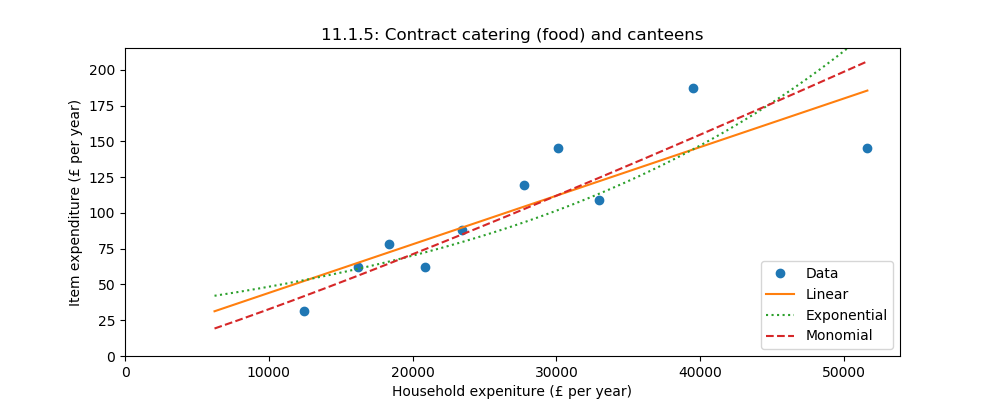 11.1.5: Contract catering (food) and canteens
Item expenditure (£ per year)
200
175
150
125
100
75
50
25
0
0 10000 20000 30000 40000 50000
Household expeniture (£ per year)
Data
Linear
Exponential
Monomial